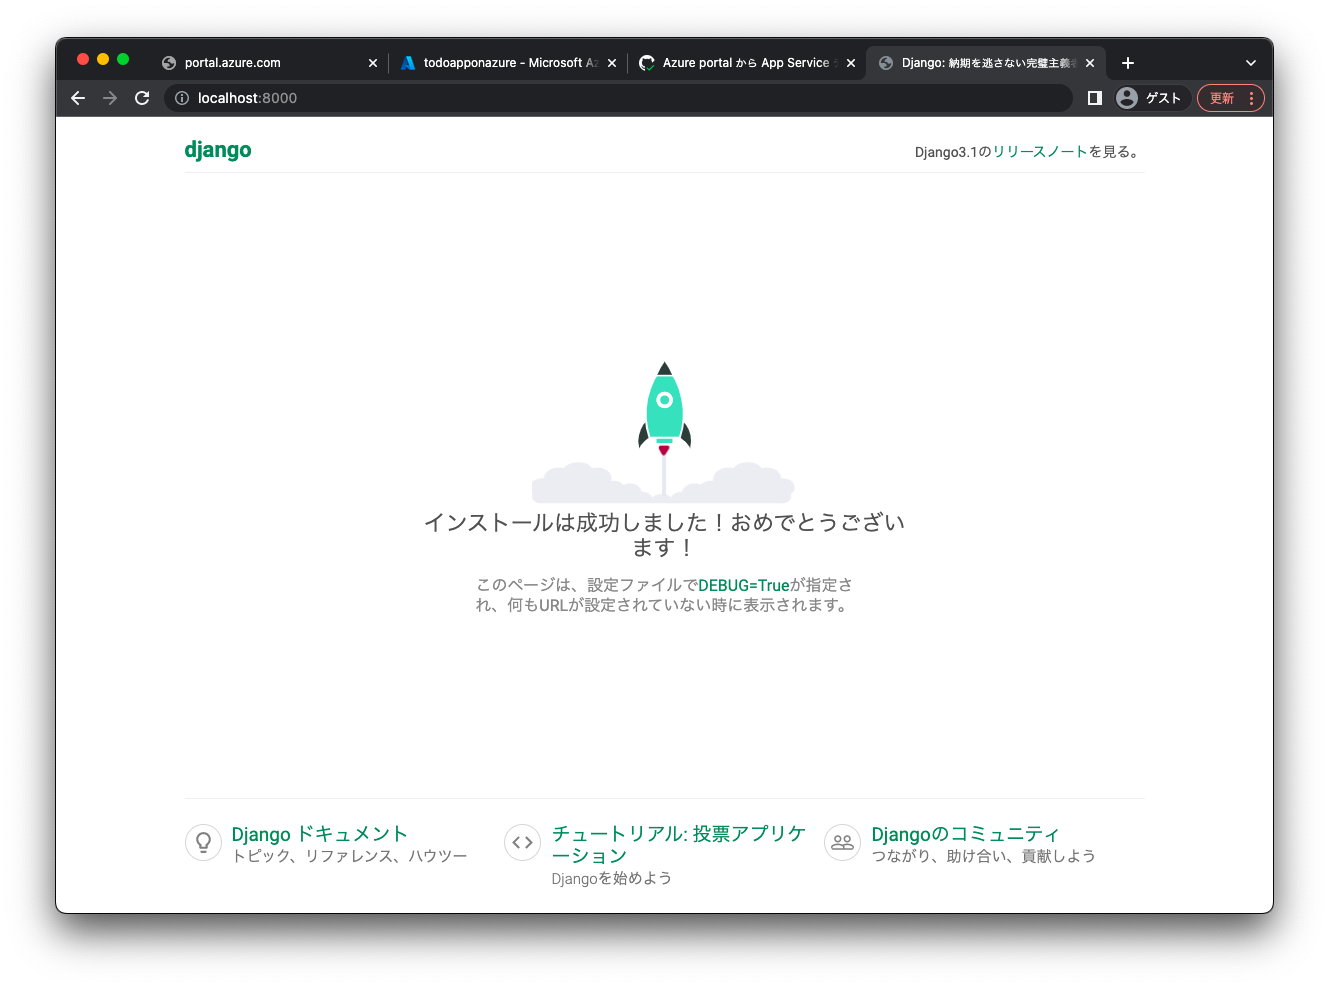 portal.azure.com
todoapponazure - Microsoft Az
Azure portal から App Service
Django: 納期を逃さない完璧主義者
localhost:8000
ゲスト
更新
django
Django3.1のリリースノートを見る。
インストールは成功しました！おめでとうござい
ます！
このページは、設定ファイルでDEBUG=Trueが指定さ
れ、何もURLが設定されていない時に表示されます。
Django ドキュメント
トピック、リファレンス、ハウツー
チュートリアル: 投票アプリケ
ーション
Djangoを始めよう
Djangoのコミュニティ
つながり、助け合い、貢献しよう